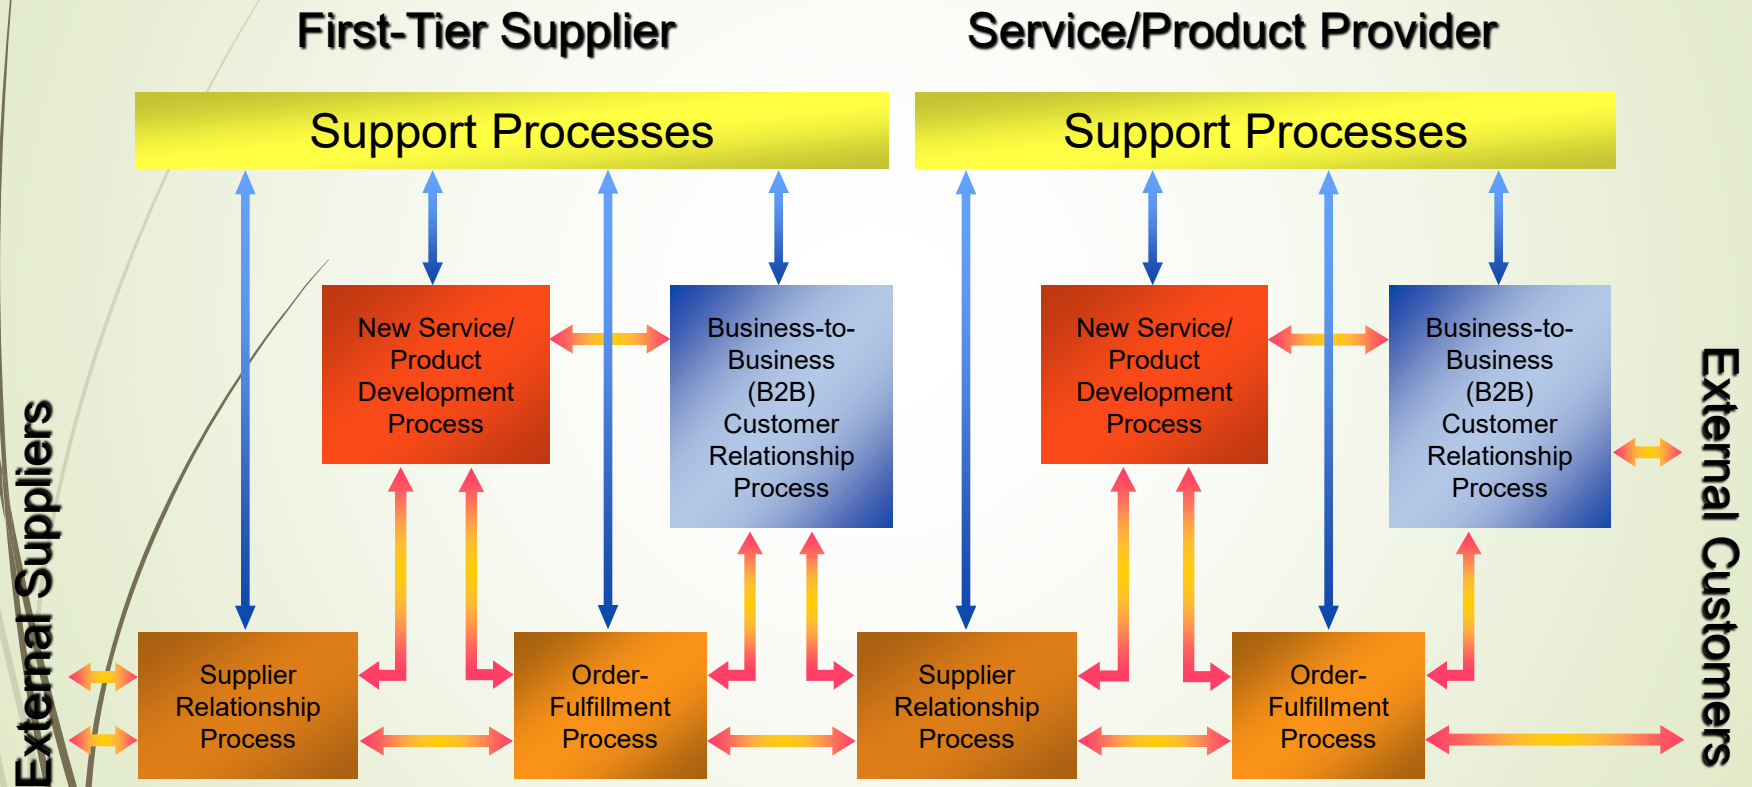 First-Tier Supplier
Service/Product Provider
Support Processes
Support Processes
New Service/
Product
Development
Process
Business-to-
Business
(B2B)
Customer
Relationship
Process
New Service/
Product
Development
Process
Business-to-
Business
(B2B)
Customer
Relationship
Process
External Suppliers
External Customers
Supplier
Relationship
Process
Order-
Fulfillment
Process
Supplier
Relationship
Process
Order-
Fulfillment
Process